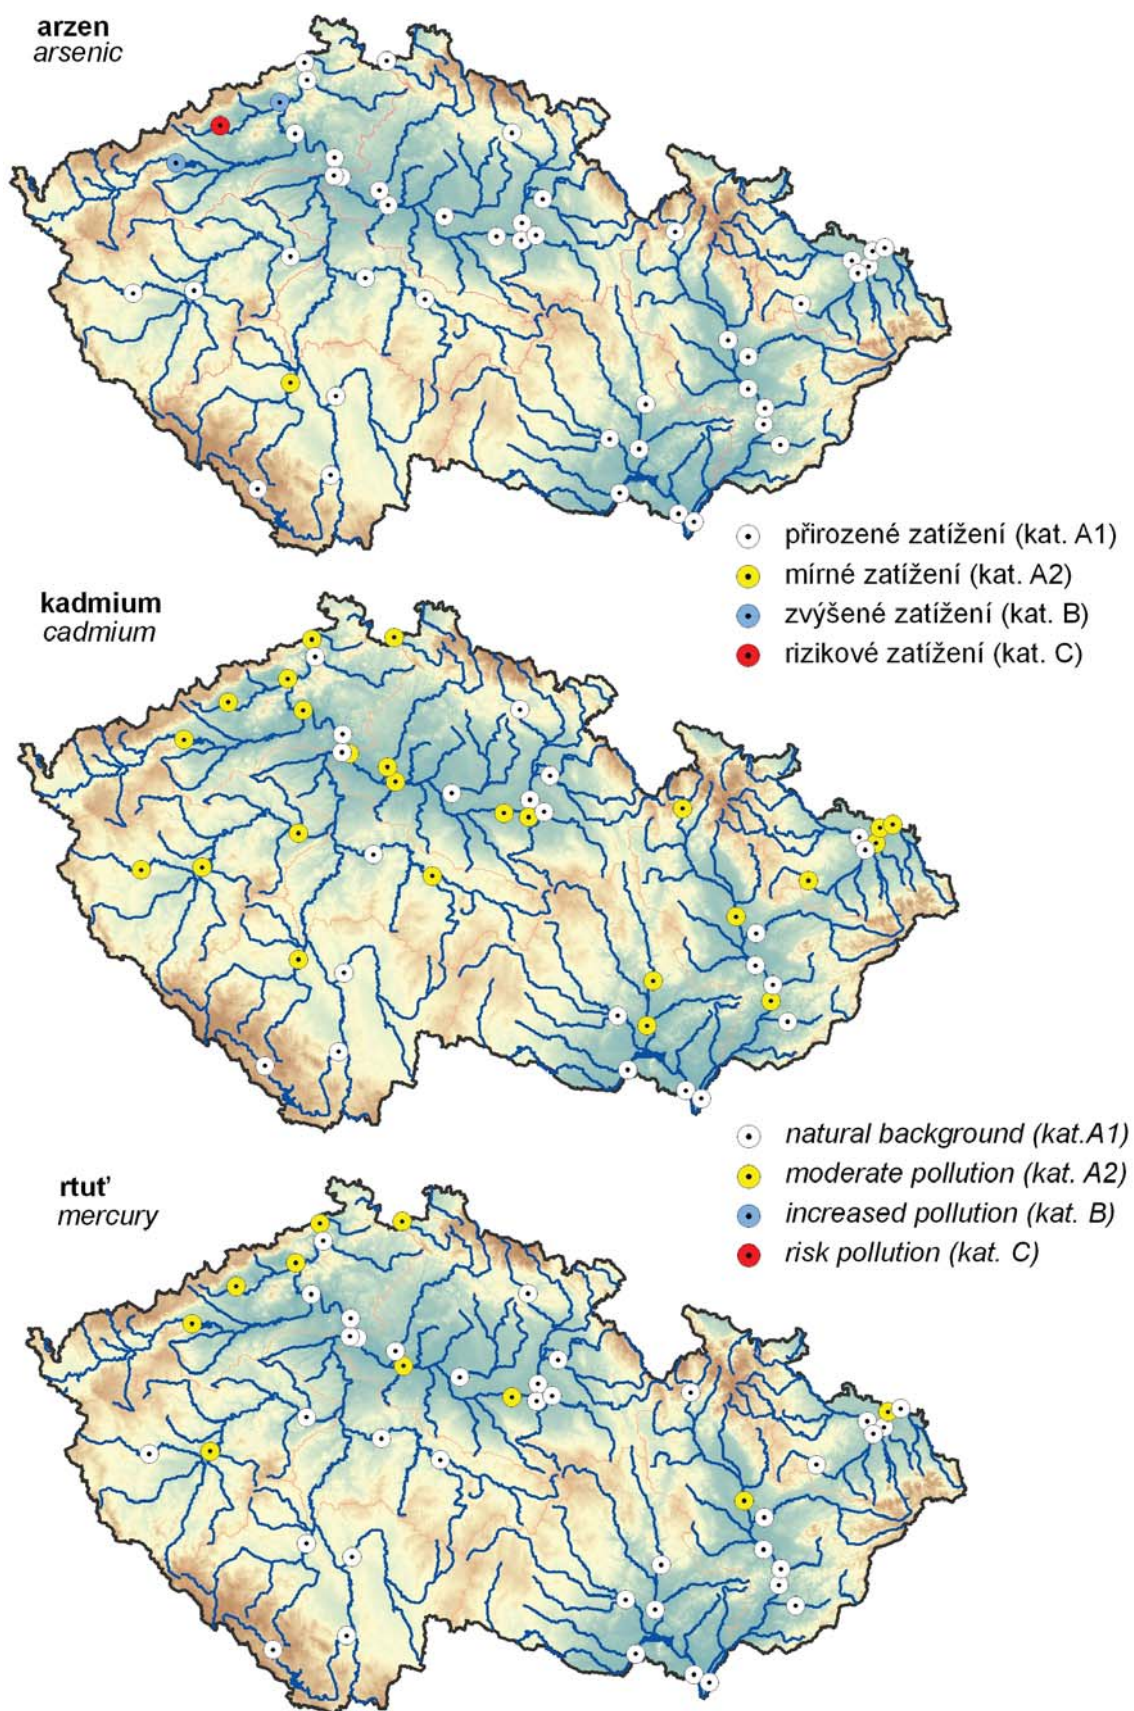 arzen
arsenic
přirozené zatížení (kat. A1)
mírné zatížení (kat. A2)
zvýšené zatížení (kat. B)
rizikové zatížení (kat. C)
kadmium
cadmium
natural background (kat.A1)
moderate pollution (kat. A2)
increased pollution (kat. B)
risk pollution (kat. C)
rtuť
mercury